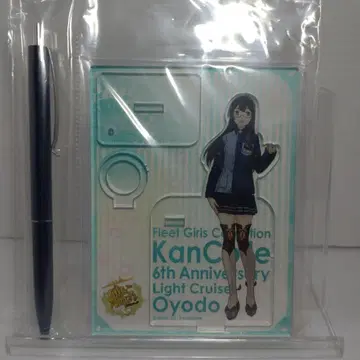 Fleet Girls Collection
KanColle
6th Anniversary
Light Cruiser
Oyodo